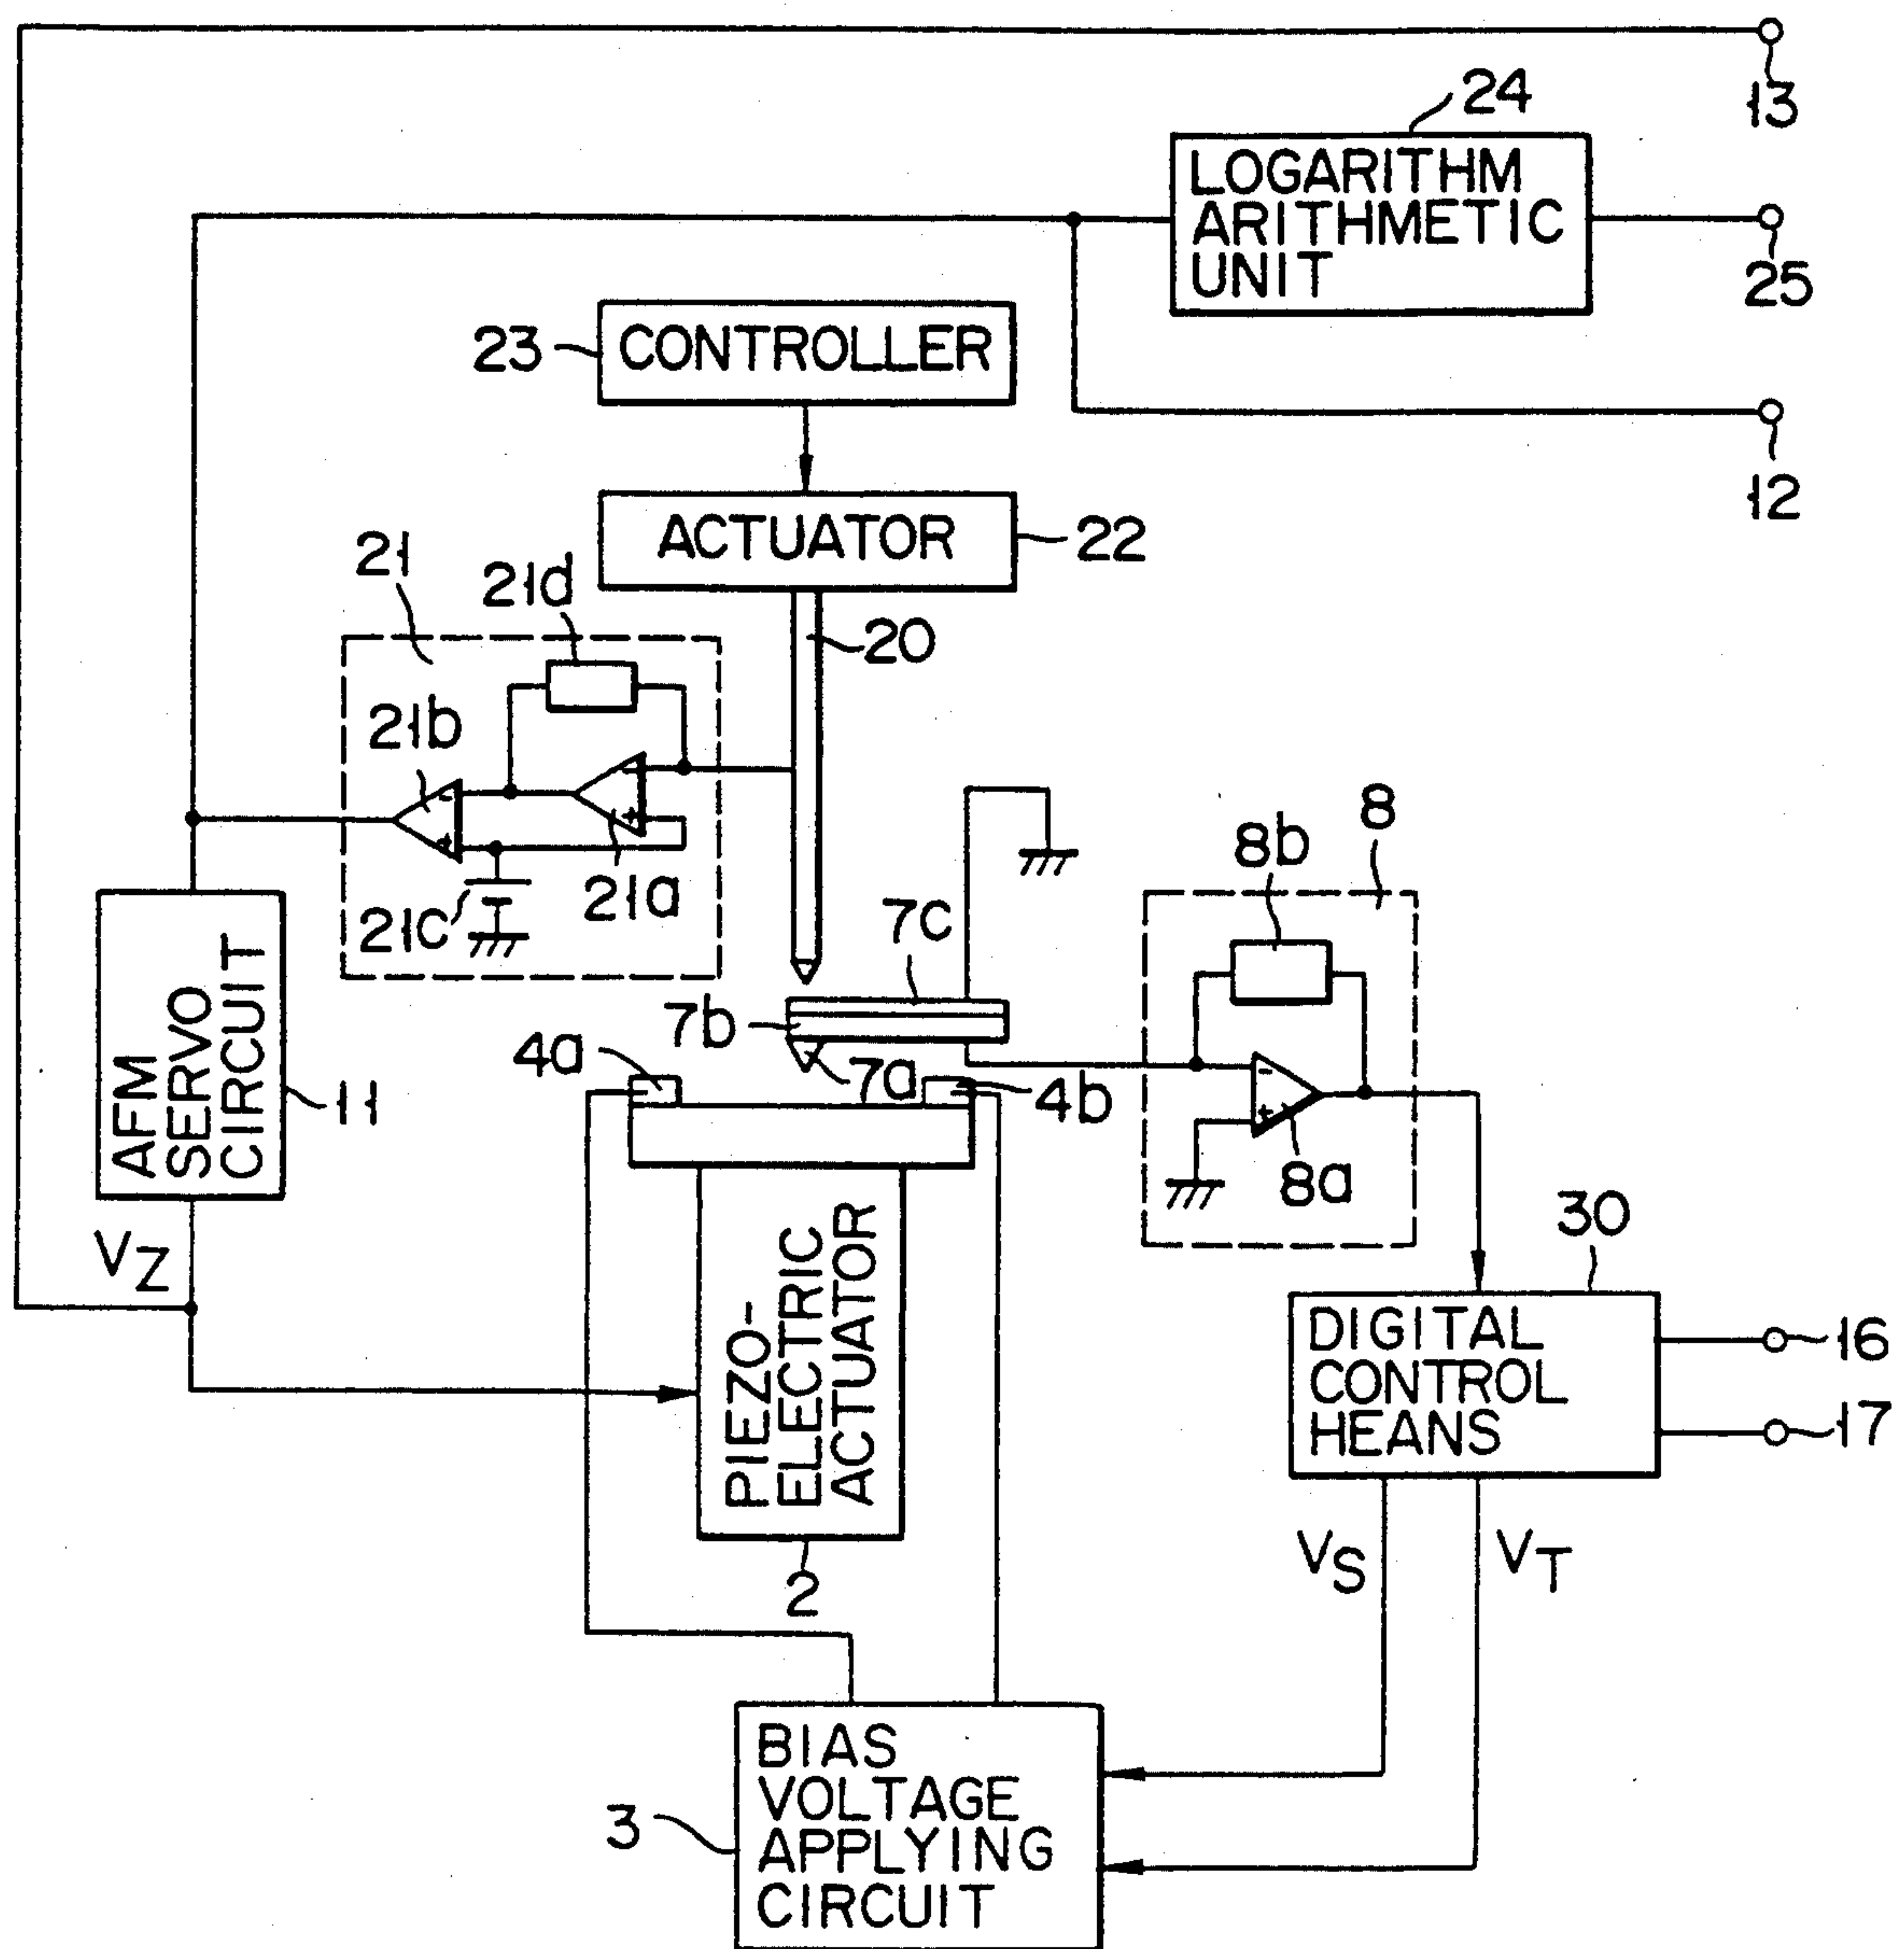 13
24
LOGARITHM
ARITHMETIC
UNIT
25
23
CONTROLLER
12
ACTUATOR
22
21
21d
20
21b
21a
21c
8
8b
7c
7b
4a
7a
4b
8a
AFM
SERVO
CIRCUIT
11
VZ
30
PIEZO-
ELECTRIC
ACTUATOR
DIGITAL
CONTROL
HEANS
16
17
2
VS
VT
3
BIAS
VOLTAGE
APPLYING
CIRCUIT